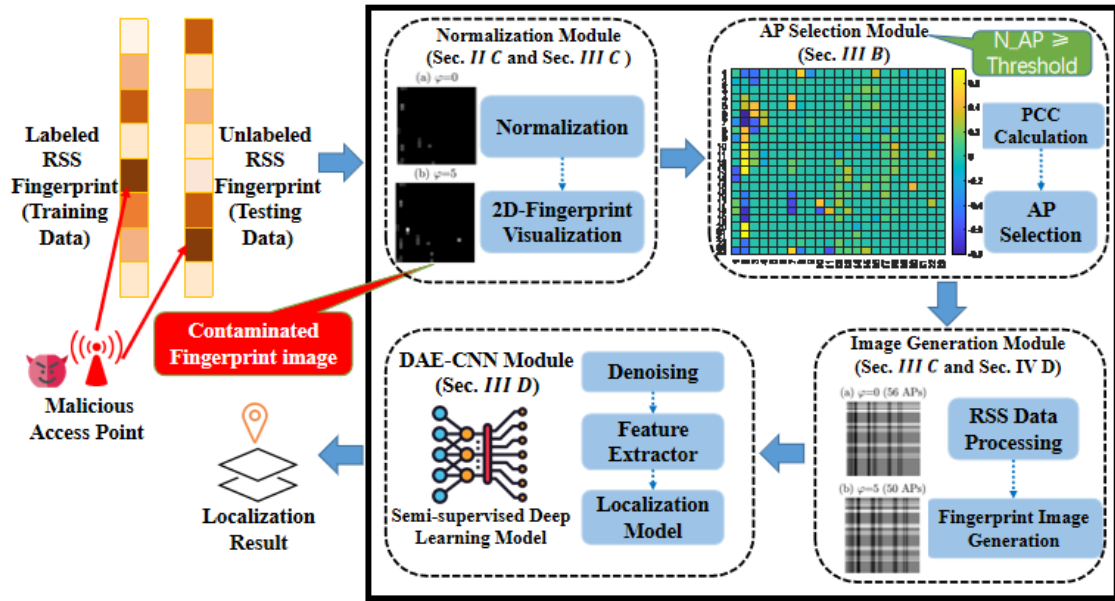 Labeled
RSS
Fingerprint
(Training
Data)
Unlabeled
RSS
Fingerprint
(Testing
Data)
Malicious
Access Point
Contaminated
Fingerprint image
Normalization Module
(Sec. II C and Sec. III C )
(a) φ=0
(b) φ=5
Normalization
2D-Fingerprint
Visualization
AP Selection Module
(Sec. III B)
N_AP ≥
Threshold
PCC
Calculation
AP
Selection
Image Generation Module
(Sec. III C and Sec. IV D)
(a) φ=0 (56 APs)
(b) φ=5 (50 APs)
RSS Data
Processing
Fingerprint Image
Generation
DAE-CNN Module
(Sec. III D)
Denoising
Feature
Extractor
Localization
Model
Semi-supervised Deep
Learning Model
Localization
Result